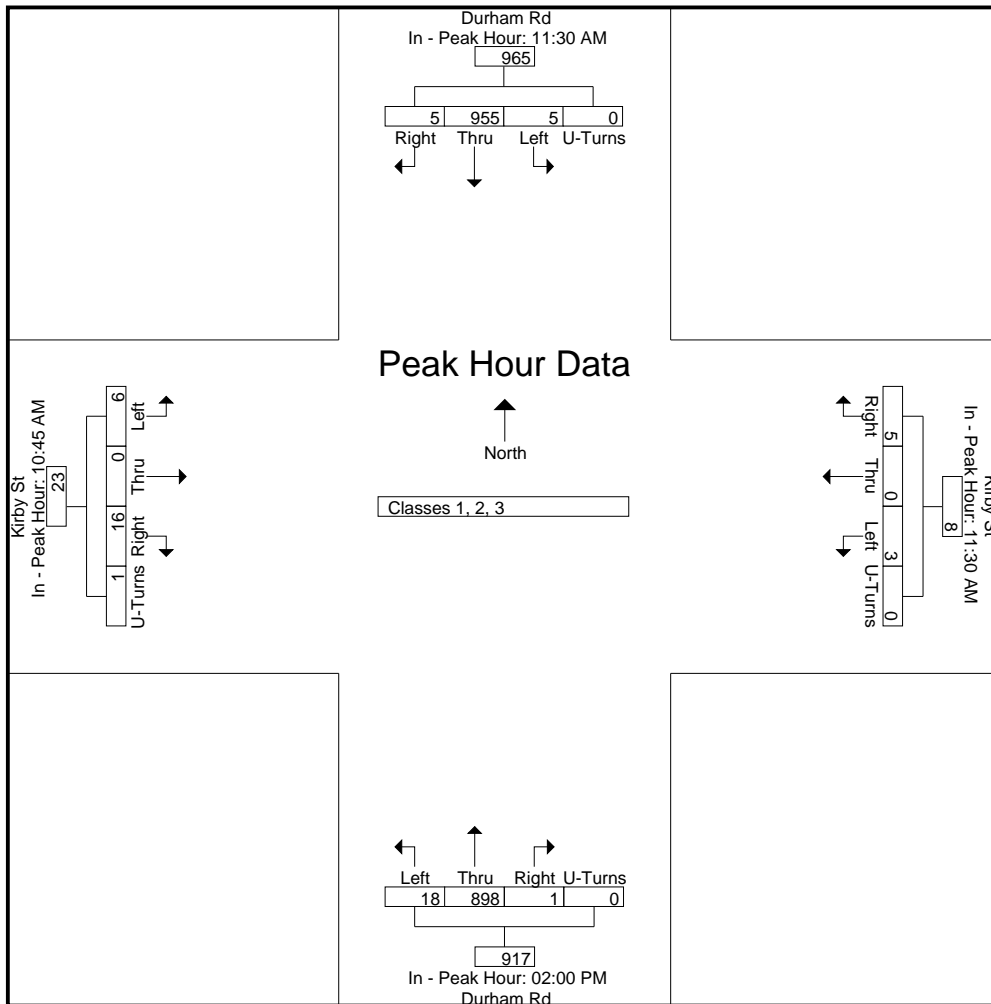 Durham Rd
In - Peak Hour: 11:30 AM
965
5 955 5 0
Right Thru Left U-Turns
Peak Hour Data
North
Classes 1, 2, 3
Kirby St
In - Peak Hour: 10:45 AM
23
6 0 16 1
Left Thru Right U-Turns
Kirby St
In - Peak Hour: 11:30 AM
8
5 0 3 0
Right Thru Left U-Turns
Left Thru Right U-Turns
18 898 1 0
917
In - Peak Hour: 02:00 PM
Durham Rd